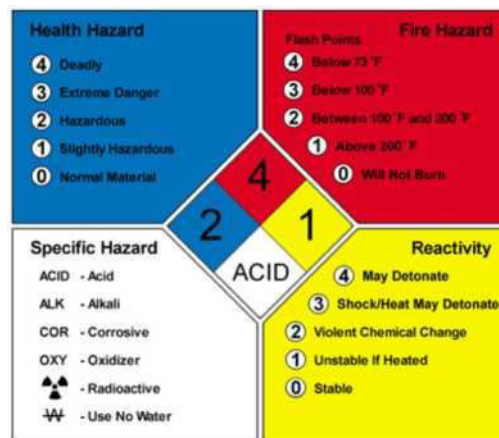 Health Hazard
4 Deadly
3 Extreme Danger
2 Hazardous
1 Slightly Hazardous
0 Normal Material
Fire Hazard
Flash Points
4 Below 73 °F
3 Below 100 °F
2 Between 100 °F and 200 °F
1 Above 200 °F
0 Will Not Burn
4
2
1
ACID
Specific Hazard
ACID - Acid
ALK - Alkali
COR - Corrosive
OXY - Oxidizer
- Radioactive
W - Use No Water
Reactivity
4 May Detonate
3 Shock/Heat May Detonate
2 Violent Chemical Change
1 Unstable If Heated
0 Stable